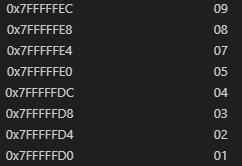 0x7FFFFFEC 09
0x7FFFFFE8 08
0x7FFFFFE4 07
0x7FFFFFE0 05
0x7FFFFFDC 04
0x7FFFFFD8 03
0x7FFFFFD4 02
0x7FFFFFD0 01